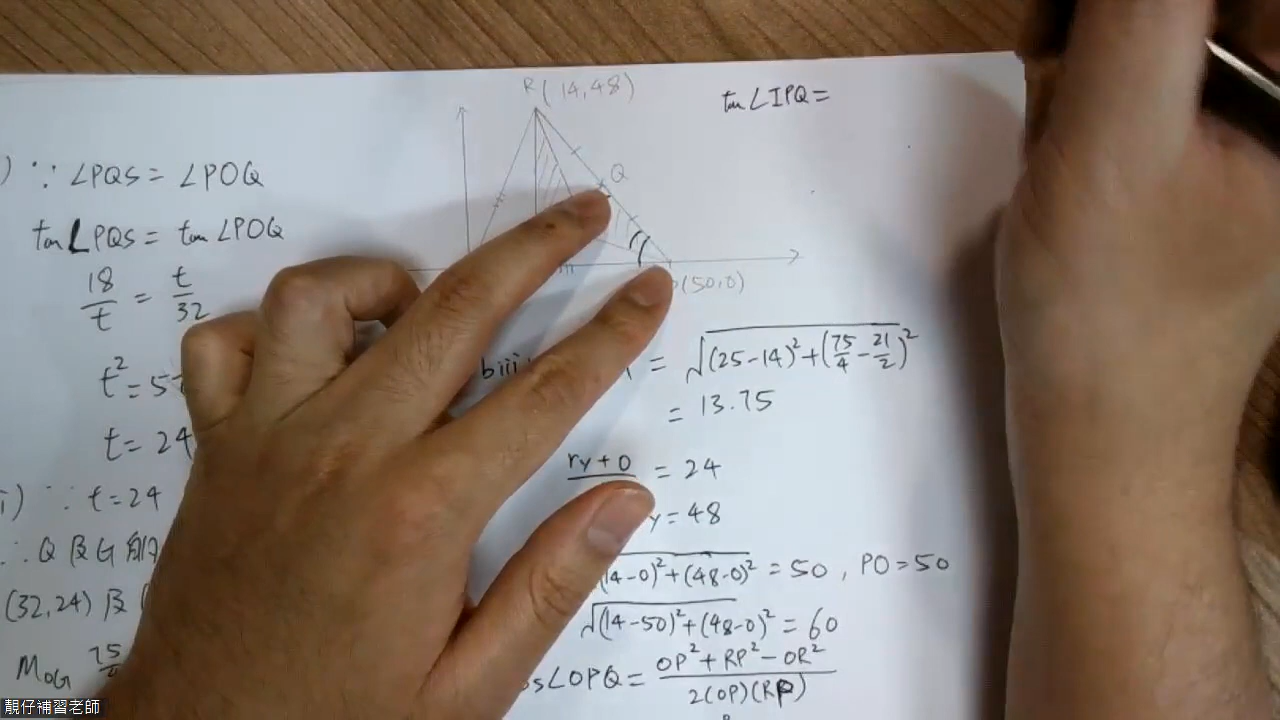 R(14,48)
tan∠IPQ=
) ∵ ∠PQS = ∠POQ
Q
tan∠PQS = tan∠POQ
18/t = t/32
(50,0)
biii
= √((25-14)²+(75/4-21/2)²)
t²=5
= 13.75
t=24
ry+0 = 24
) ∵ t=24
y=48
∴ Q 及 G
(14-0)²+(48-0)² = 50 , PO=50
(32,24) 及 (
√((14-50)²+(48-0)²) = 60
M_OG
cos∠OPQ = (OP²+RP²-OR²)/(2(OP)(RP))
靚仔補習老師